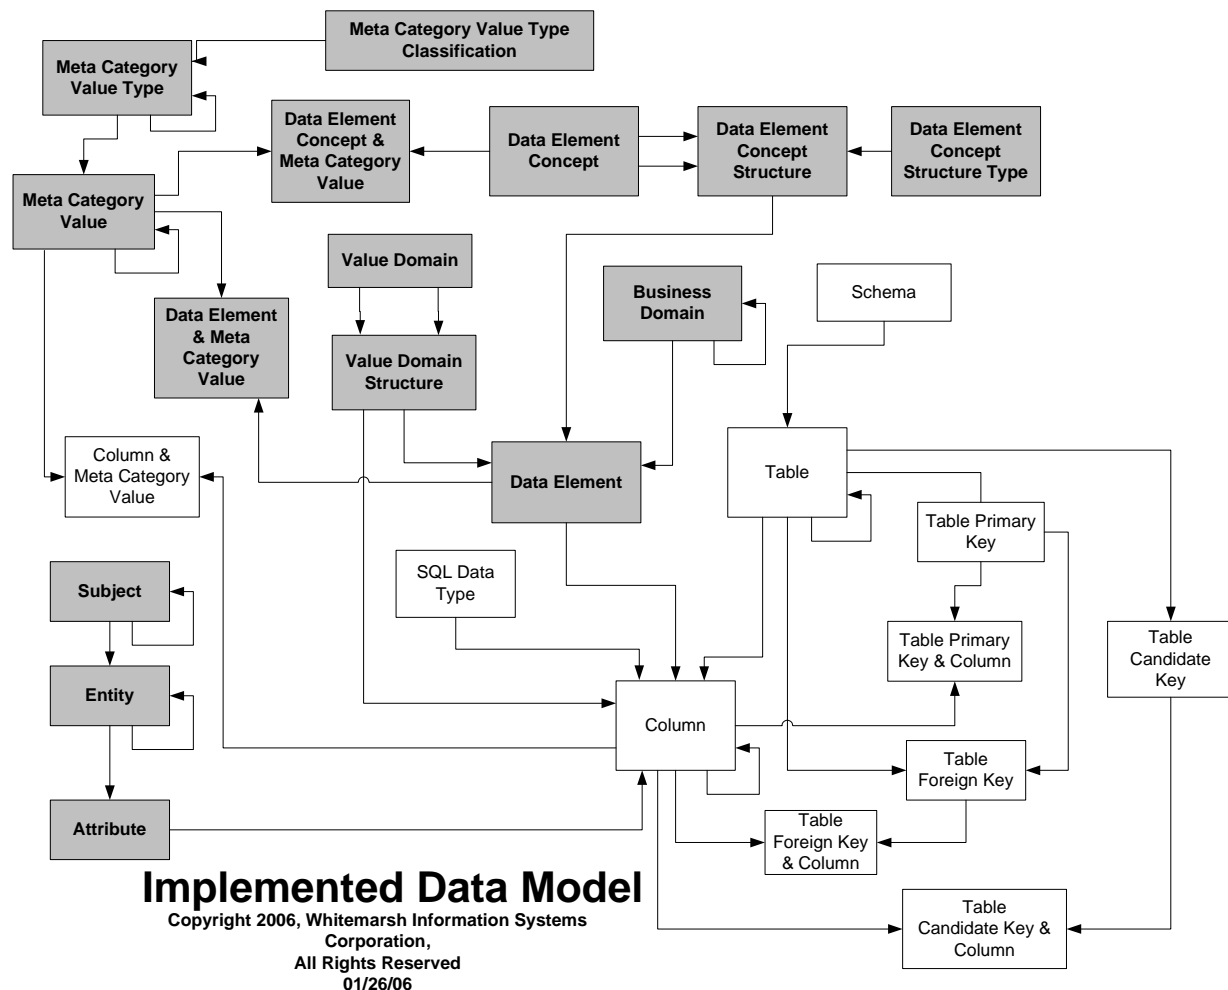 Meta Category Value Type
Classification
Meta Category
Value Type
Data Element
Concept &
Meta Category
Value
Data Element
Concept
Data Element
Concept
Structure
Data Element
Concept
Structure Type
Meta Category
Value
Value Domain
Business
Domain
Schema
Data Element
& Meta
Category
Value
Value Domain
Structure
Column &
Meta Category
Value
Data Element
Table
Table Primary
Key
SQL Data
Type
Subject
Table Primary
Key & Column
Table
Candidate
Key
Entity
Column
Table
Foreign Key
Attribute
Table
Foreign Key
& Column
Implemented Data Model
Copyright 2006, Whitemarsh Information Systems
Corporation,
All Rights Reserved
01/26/06
Table
Candidate Key &
Column